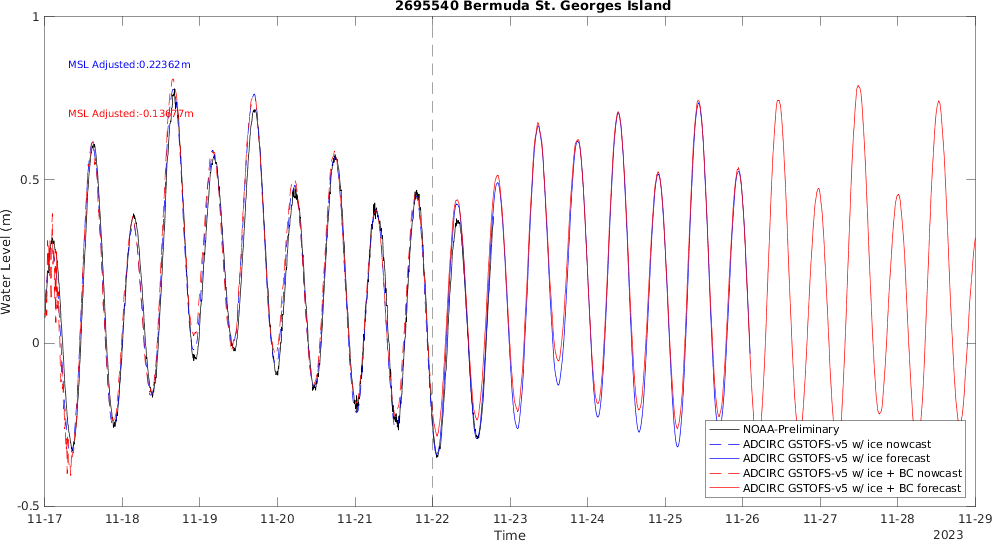 2695540 Bermuda St. Georges Island
1
MSL Adjusted:0.22362m
MSL Adjusted:-0.13677m
0.5
Water Level (m)
0
NOAA-Preliminary
ADCIRC GSTOFS-v5 w/ ice nowcast
ADCIRC GSTOFS-v5 w/ ice forecast
ADCIRC GSTOFS-v5 w/ ice + BC nowcast
ADCIRC GSTOFS-v5 w/ ice + BC forecast
-0.5
11-17 11-18 11-19 11-20 11-21 11-22 11-23 11-24 11-25 11-26 11-27 11-28 11-29
Time
2023